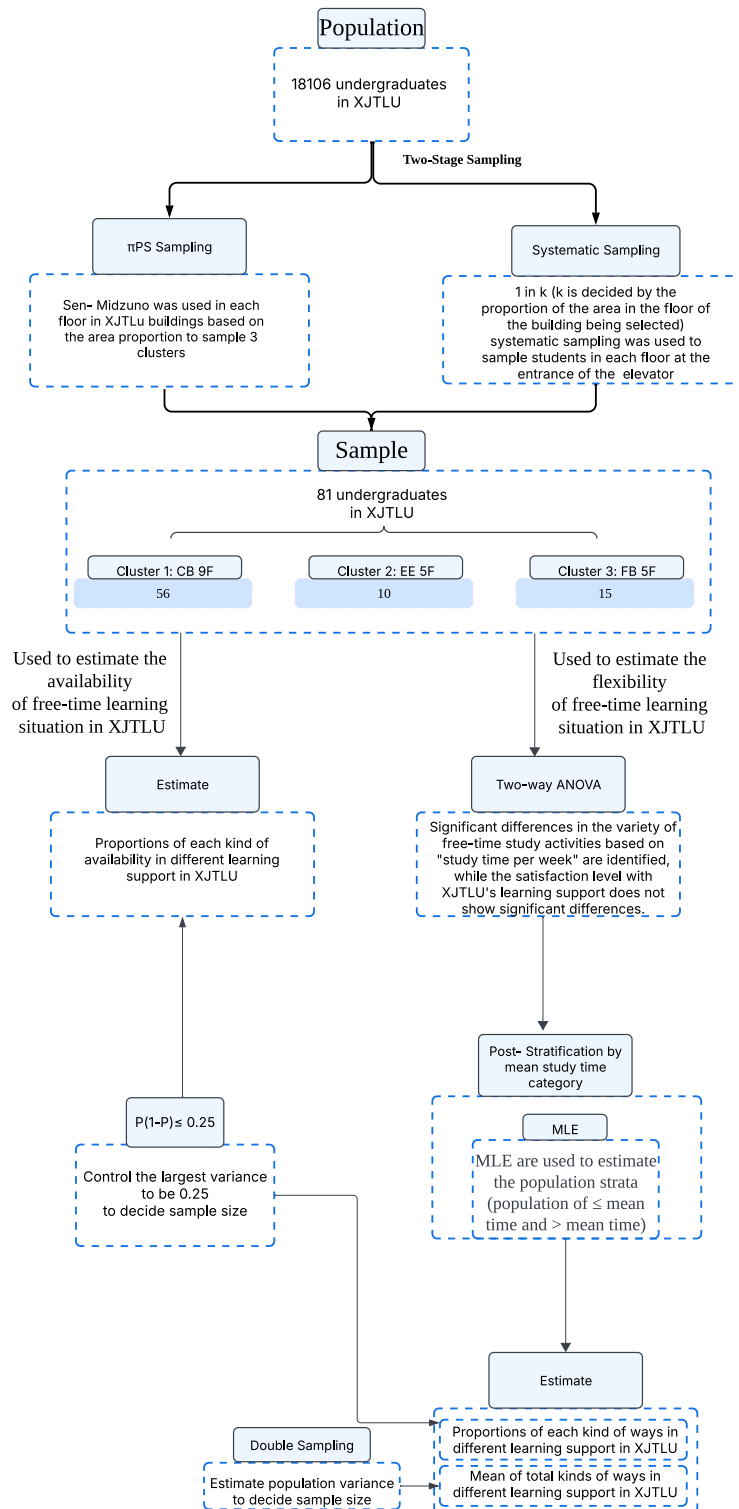 Population
18106 undergraduates
in XJTLU
Two-Stage Sampling
πPS Sampling
Sen- Midzuno was used in each
floor in XJTLu buildings based on
the area proportion to sample 3
clusters
Systematic Sampling
1 in k (k is decided by the
proportion of the area in the floor of
the building being selected)
systematic sampling was used to
sample students in each floor at the
entrance of the elevator
Sample
81 undergraduates
in XJTLU
Cluster 1: CB 9F
56
Cluster 2: EE 5F
10
Cluster 3: FB 5F
15
Used to estimate the
availability
of free-time learning
situation in XJTLU
Used to estimate the
flexibility
of free-time learning
situation in XJTLU
Estimate
Proportions of each kind of
availability in different learning
support in XJTLU
Two-way ANOVA
Significant differences in the variety of
free-time study activities based on
"study time per week" are identified,
while the satisfaction level with
XJTLU's learning support does not
show significant differences.
Post- Stratification by
mean study time
category
P(1-P)≤ 0.25
Control the largest variance
to be 0.25
to decide sample size
MLE
MLE are used to estimate
the population strata
(population of ≤ mean
time and > mean time)
Estimate
Proportions of each kind of ways in
different learning support in XJTLU
Double Sampling
Estimate population variance
to decide sample size
Mean of total kinds of ways in
different learning support in XJTLU